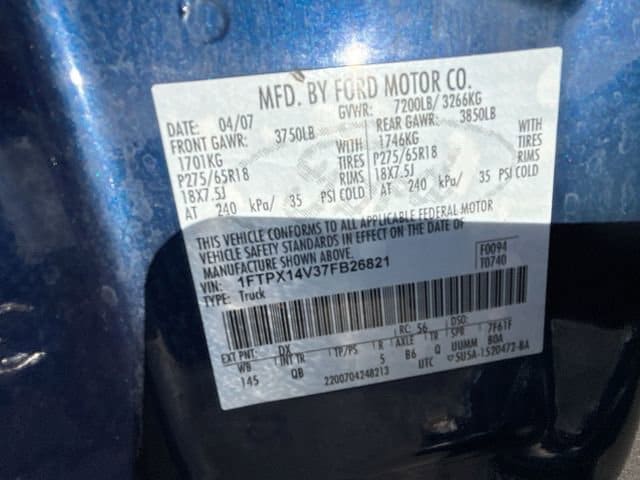 MFD. BY FORD MOTOR CO.
DATE: 04/07 GVWR: 7200LB/ 3266KG
FRONT GAWR: 3750LB REAR GAWR: 3850LB
1701KG WITH 1746KG WITH
P275/65R18 TIRES P275/65R18 TIRES
18X7.5J RIMS 18X7.5J RIMS
AT 240 kPa/ 35 PSI COLD AT 240 kPa/ 35 PSI COLD
THIS VEHICLE CONFORMS TO ALL APPLICABLE FEDERAL MOTOR
VEHICLE SAFETY STANDARDS IN EFFECT ON THE DATE OF
MANUFACTURE SHOWN ABOVE.
VIN: 1FTPX14V37FB26821 F0094
TYPE: Truck T0740
EXT PNT: DX RC: 56 DSO:
WB INT TR TP/PS R AXLE TR SPR 7F61F
145 QB 5 B6 Q UUMM BOA
2200704248213 UTC 5USA-1520472-BA